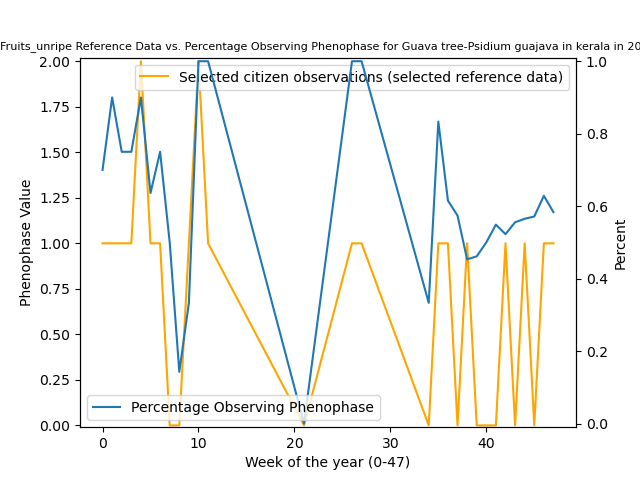 Fruits_unripe Reference Data vs. Percentage Observing Phenophase for Guava tree-Psidium guajava in kerala in 20
Selected citizen observations (selected reference data)
Percentage Observing Phenophase
Phenophase Value
2.00
1.75
1.50
1.25
1.00
0.75
0.50
0.25
0.00
1.0
0.8
0.6
0.4
0.2
0.0
Percent
0 10 20 30 40
Week of the year (0-47)